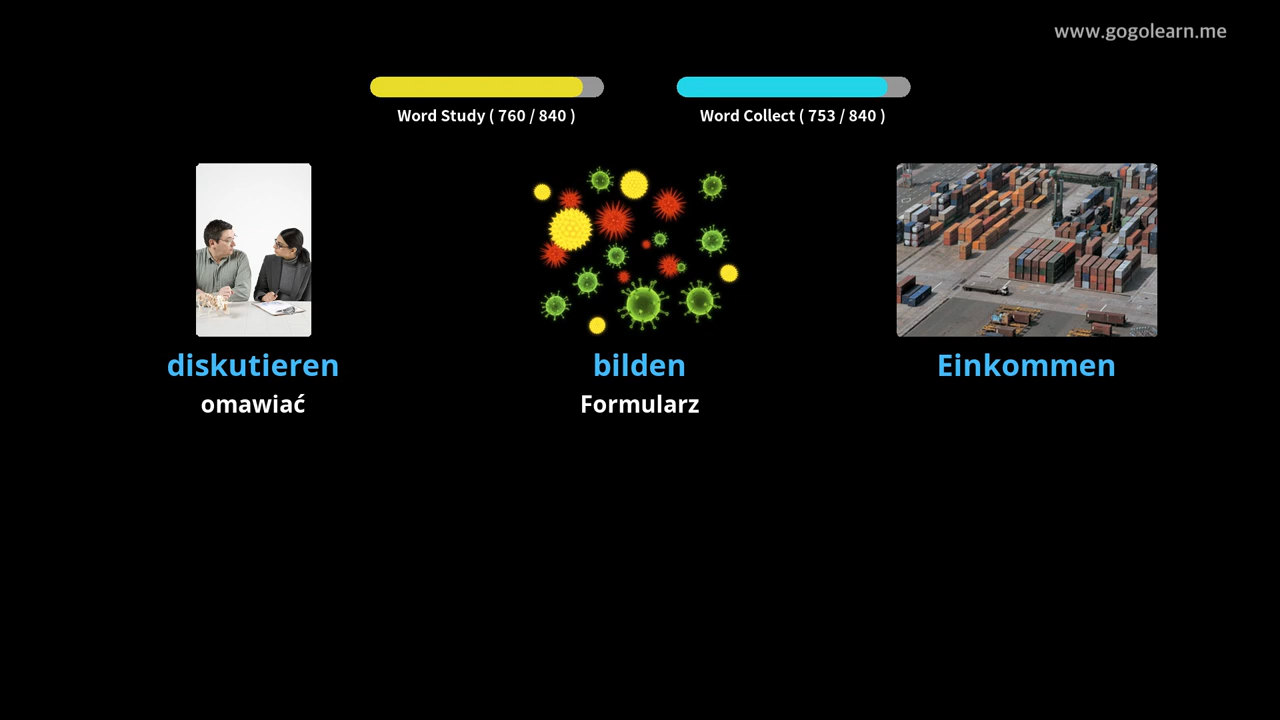 www.gogolearn.me
Word Study ( 760 / 840 )
Word Collect ( 753 / 840 )
diskutieren
omawiać
bilden
Formularz
Einkommen